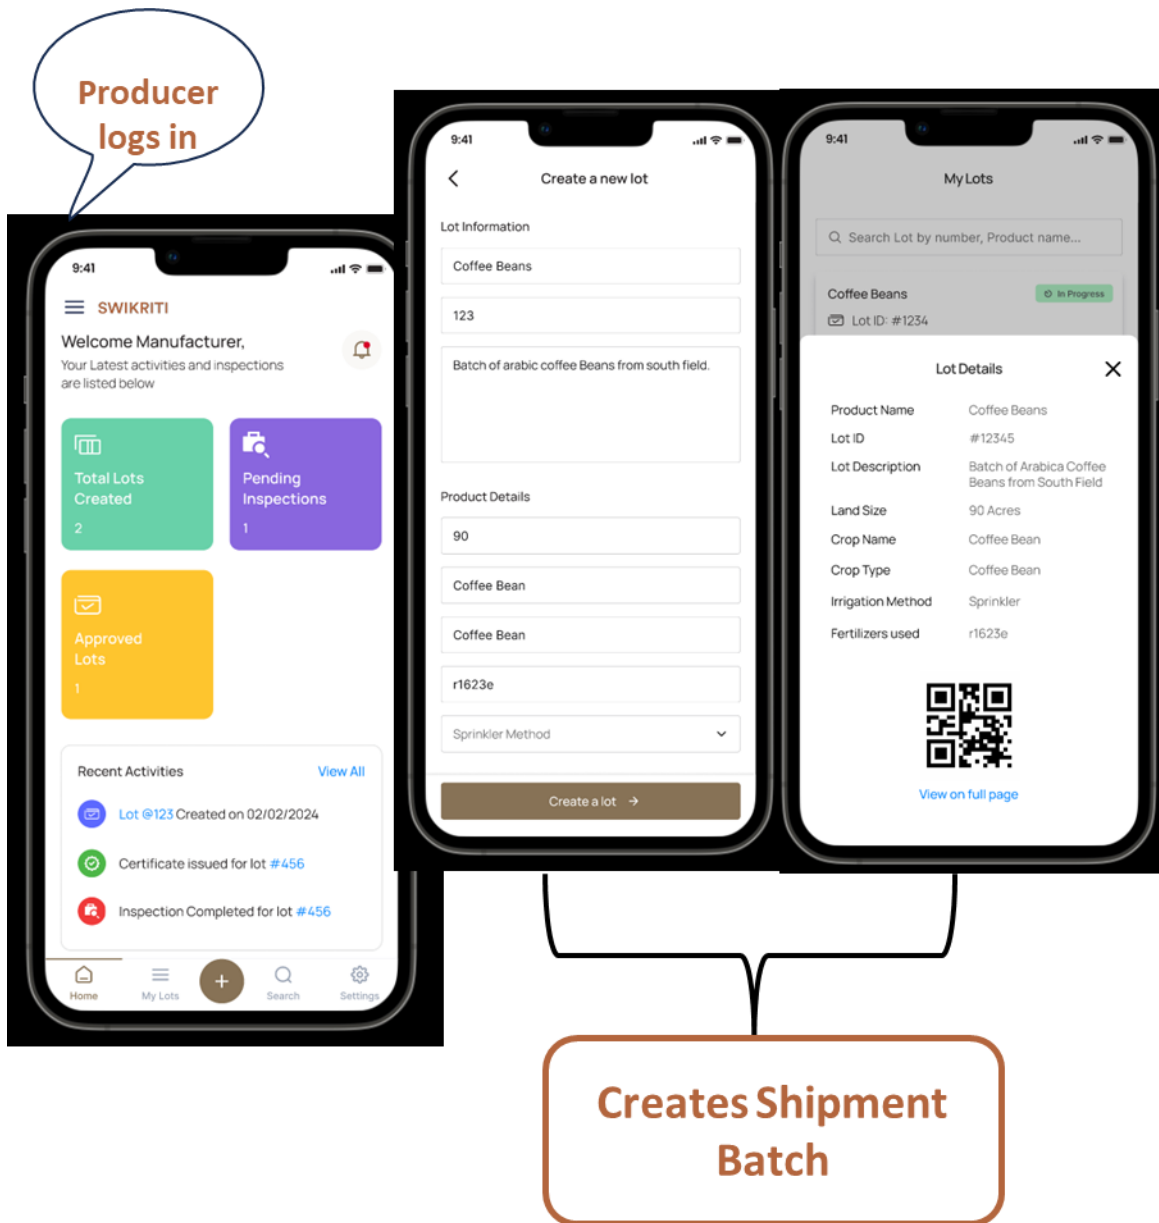 Producer
logs in
9:41
SWIKRITI
Welcome Manufacturer,
Your Latest activities and inspections
are listed below
Total Lots
Created
2
Pending
Inspections
1
Approved
Lots
1
Recent Activities
View All
Lot @123 Created on 02/02/2024
Certificate issued for lot #456
Inspection Completed for lot #456
Home
My Lots
+
Search
Settings
9:41
Create a new lot
Lot Information
Coffee Beans
123
Batch of arabic coffee Beans from south field.
Product Details
90
Coffee Bean
Coffee Bean
r1623e
Sprinkler Method
Create a lot →
9:41
My Lots
Search Lot by number, Product name...
Coffee Beans
In Progress
Lot ID: #1234
Lot Details
Product Name Coffee Beans
Lot ID #12345
Lot Description Batch of Arabica Coffee
Beans from South Field
Land Size 90 Acres
Crop Name Coffee Bean
Crop Type Coffee Bean
Irrigation Method Sprinkler
Fertilizers used r1623e
View on full page
Creates Shipment
Batch